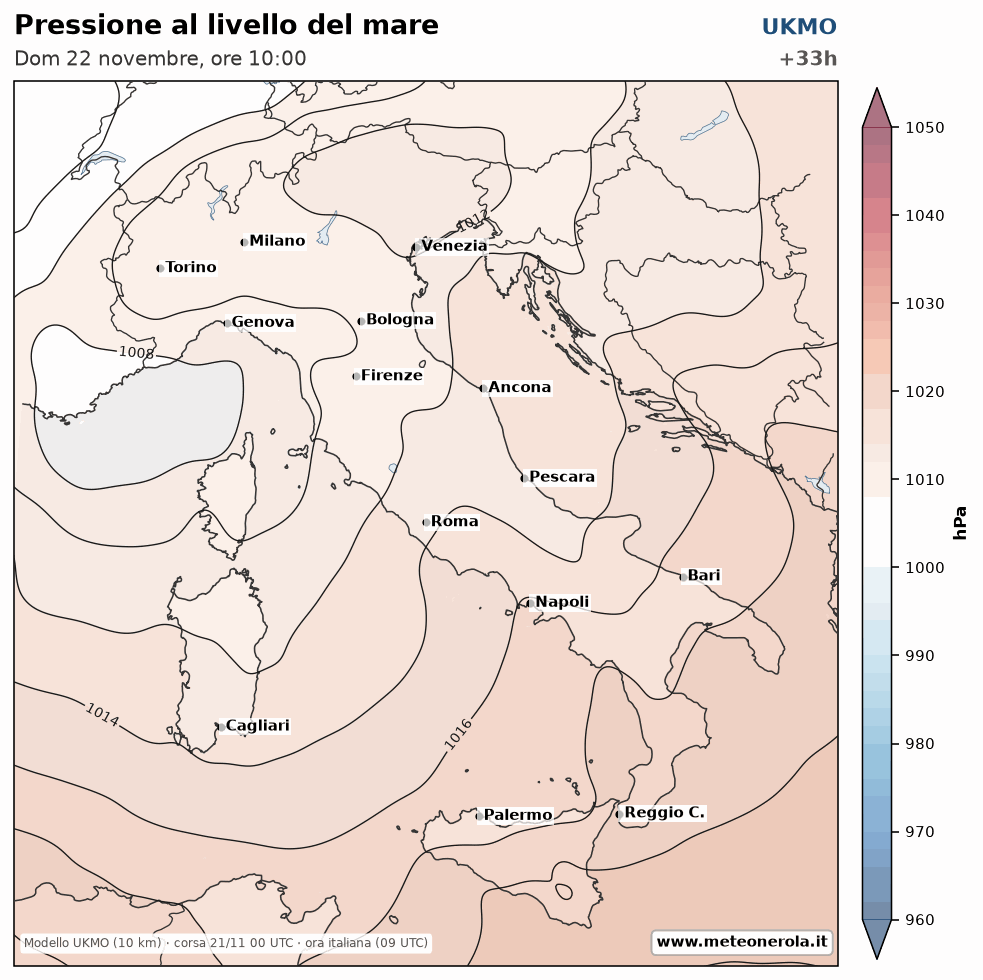 Pressione al livello del mare
UKMO
Dom 22 novembre, ore 10:00
+33h
1050
1040
1030
1020
1010
1000
990
980
970
960
hPa
Milano
Venezia
Torino
Genova
Bologna
1008
Firenze
Ancona
Pescara
Roma
Bari
Napoli
1014
Cagliari
1016
Palermo
Reggio C.
Modello UKMO (10 km) · corsa 21/11 00 UTC · ora italiana (09 UTC)
www.meteonerola.it